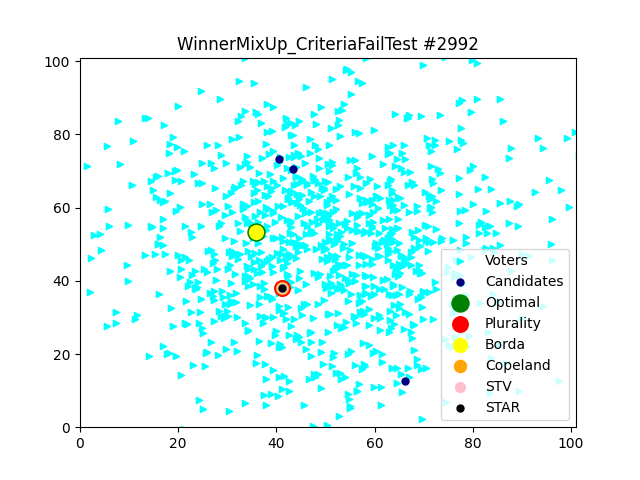 WinnerMixUp_CriteriaFailTest #2992
100
80
60
40
20
0
0 20 40 60 80 100
Voters
Candidates
Optimal
Plurality
Borda
Copeland
STV
STAR